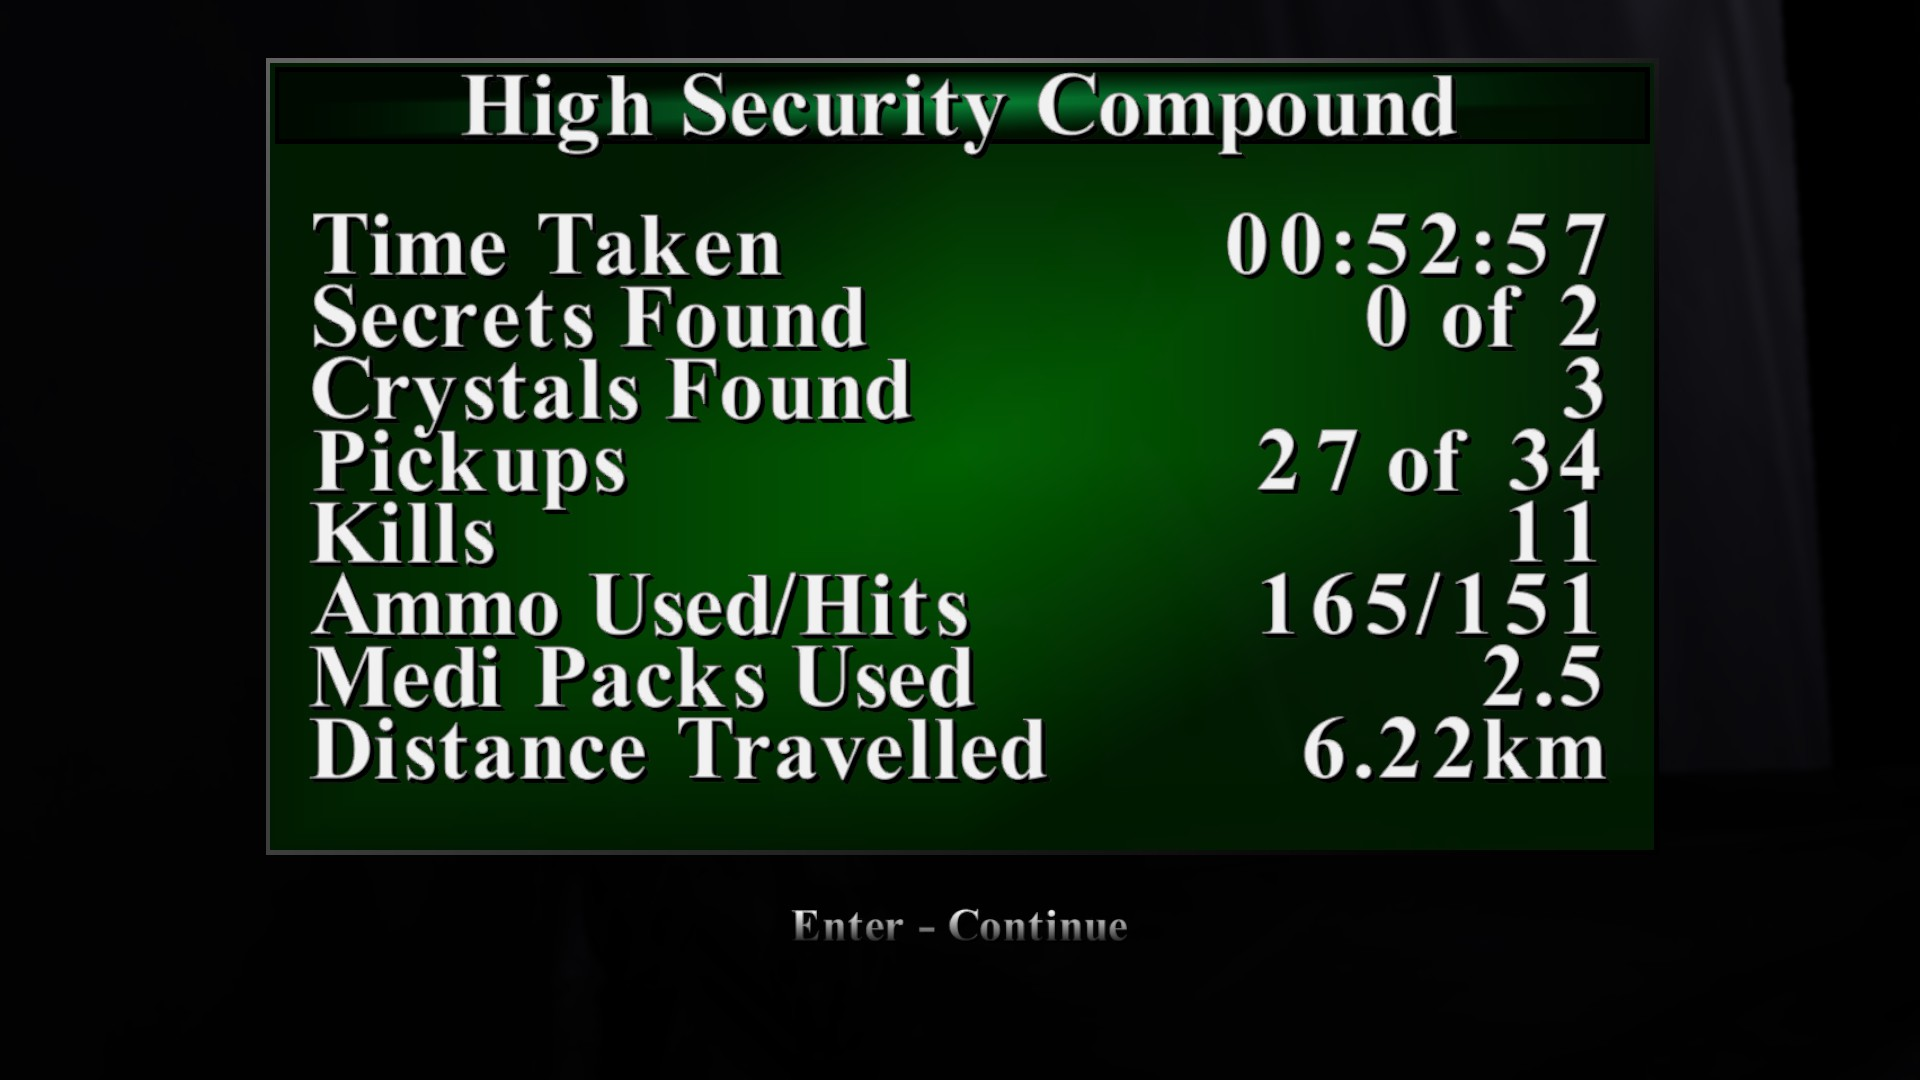 High Security Compound
Time Taken 00:52:57
Secrets Found 0 of 2
Crystals Found 3
Pickups 27 of 34
Kills 11
Ammo Used/Hits 165/151
Medi Packs Used 2.5
Distance Travelled 6.22km
Enter - Continue